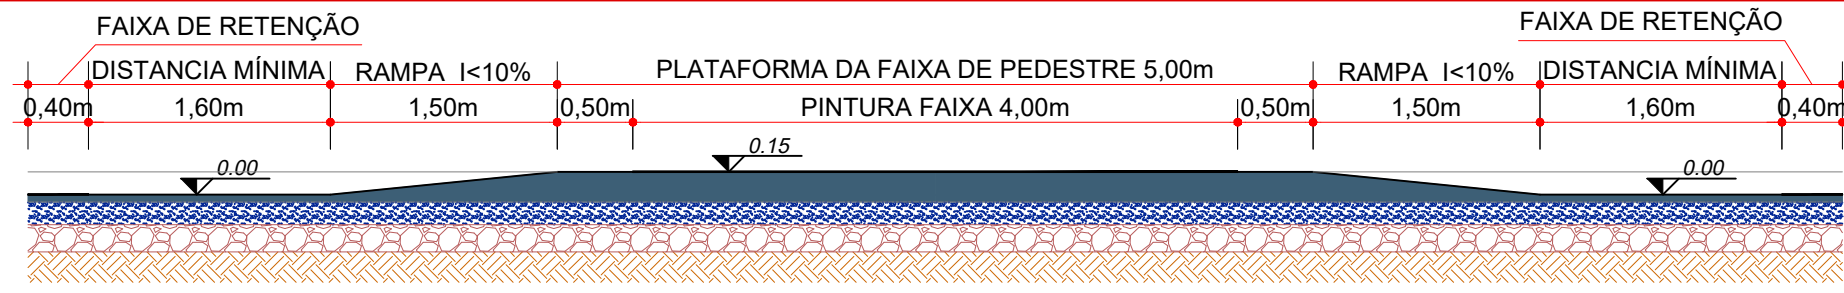 FAIXA DE RETENÇÃO FAIXA DE RETENÇÃO
DISTANCIA MÍNIMA RAMPA I<10% PLATAFORMA DA FAIXA DE PEDESTRE 5,00m RAMPA I<10% DISTANCIA MÍNIMA
0,40m 1,60m 1,50m 0,50m PINTURA FAIXA 4,00m 0,50m 1,50m 1,60m 0,40m
0.15
0.00 0.00